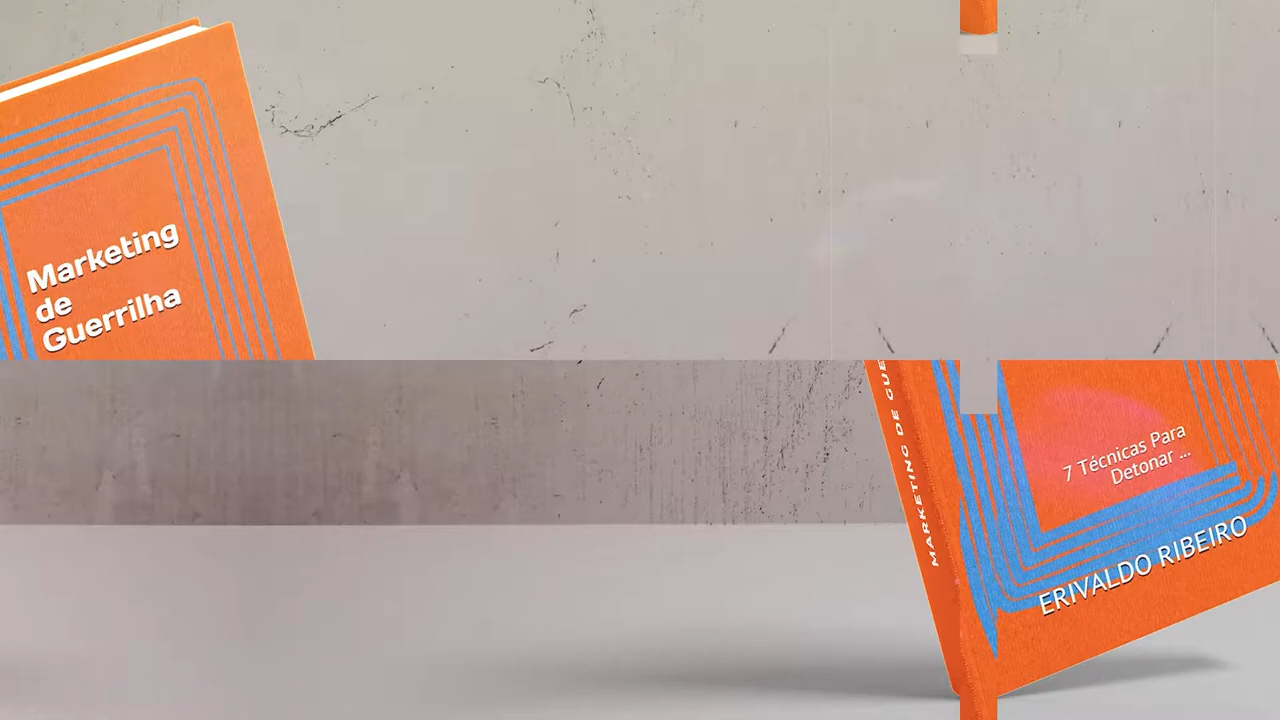 Marketing
de
Guerrilha
MARKETING DE GUE
7 Técnicas Para
Detonar ...
ERIVALDO RIBEIRO